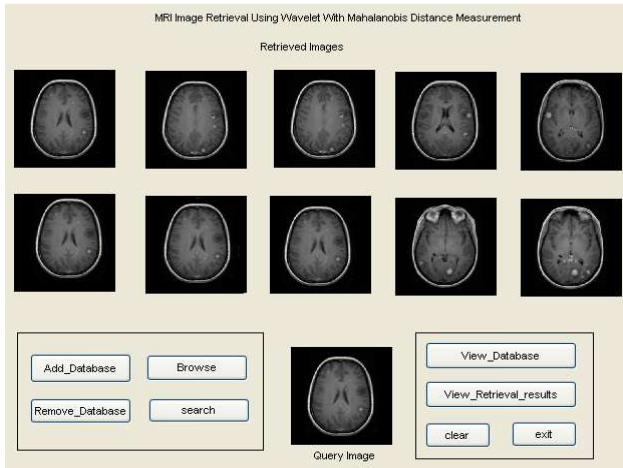 MRI Image Retrieval Using Wavelet With Mahalanobis Distance Measurement
Retrieved Images
Add_Database
Browse
Remove_Database
search
Query Image
View_Database
View_Retrieval_results
clear
exit